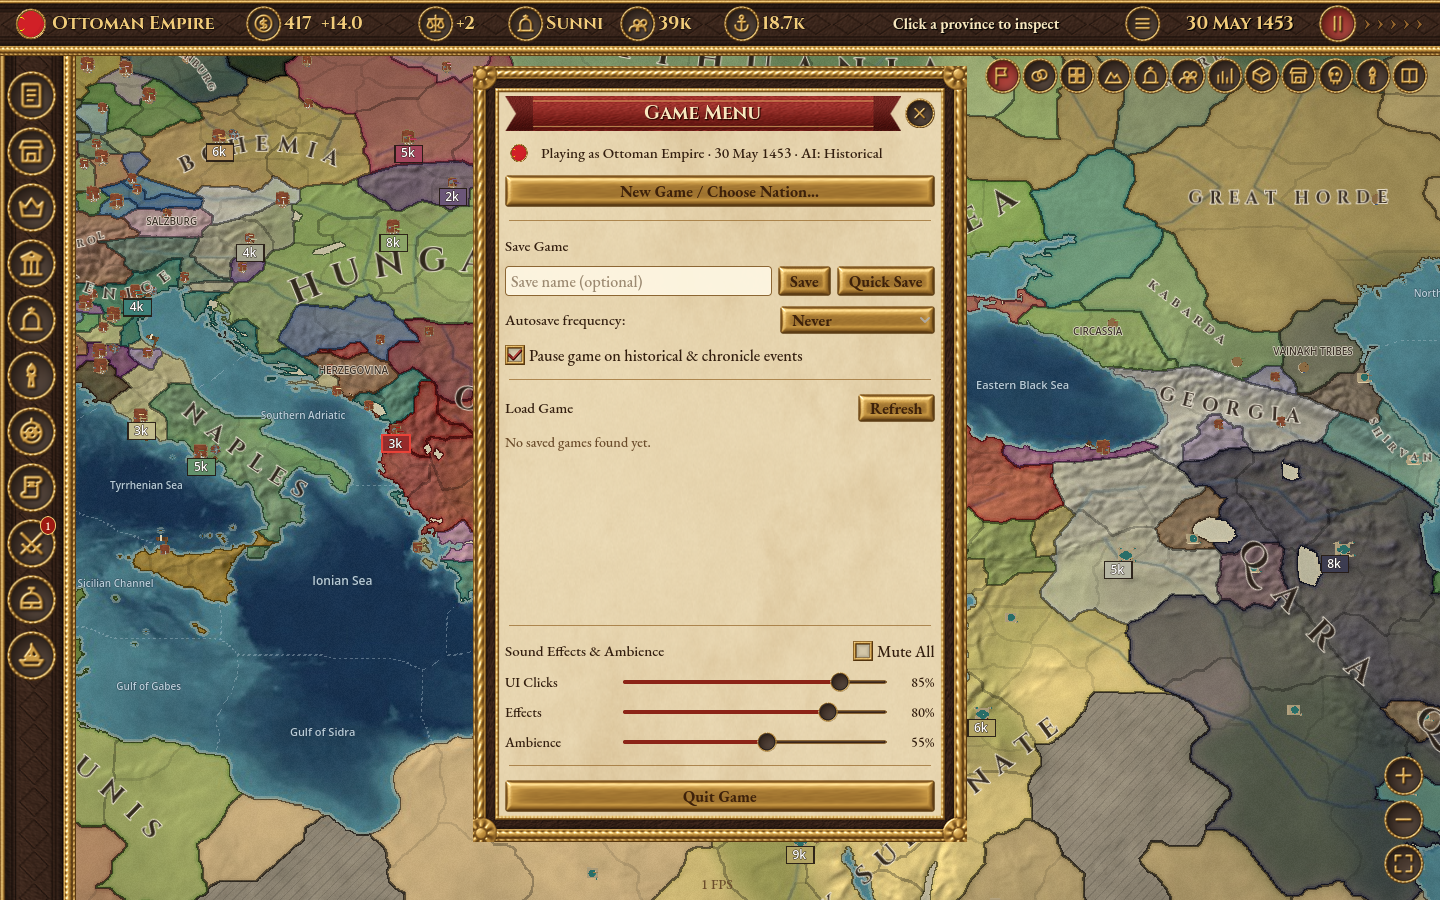 Ottoman Empire
417 +14.0
+2
Sunni
39k
18.7k
Click a province to inspect
30 May 1453
Game Menu
Playing as Ottoman Empire · 30 May 1453 · AI: Historical
New Game / Choose Nation...
Save Game
Save name (optional)
Save
Quick Save
Autosave frequency:
Never
Pause game on historical & chronicle events
Load Game
Refresh
No saved games found yet.
Sound Effects & Ambience
Mute All
UI Clicks
85%
Effects
80%
Ambience
55%
Quit Game
1
BOHEMIA
6k
5k
2k
SALZBURG
4k
8k
HUNGA
4k
HERZEGOVINA
Southern Adriatic
NAPLES
3k
5k
3k
Tyrrhenian Sea
Ionian Sea
Sicilian Channel
Gulf of Gabes
Gulf of Sidra
UNIS
GREAT HORDE
KABARDA
CIRCASSIA
VAINAKH TRIBES
North
Eastern Black Sea
GEORGIA
SHIRVAN
5k
8k
QARA Q
6k
NATE
9k
SU
1 FPS